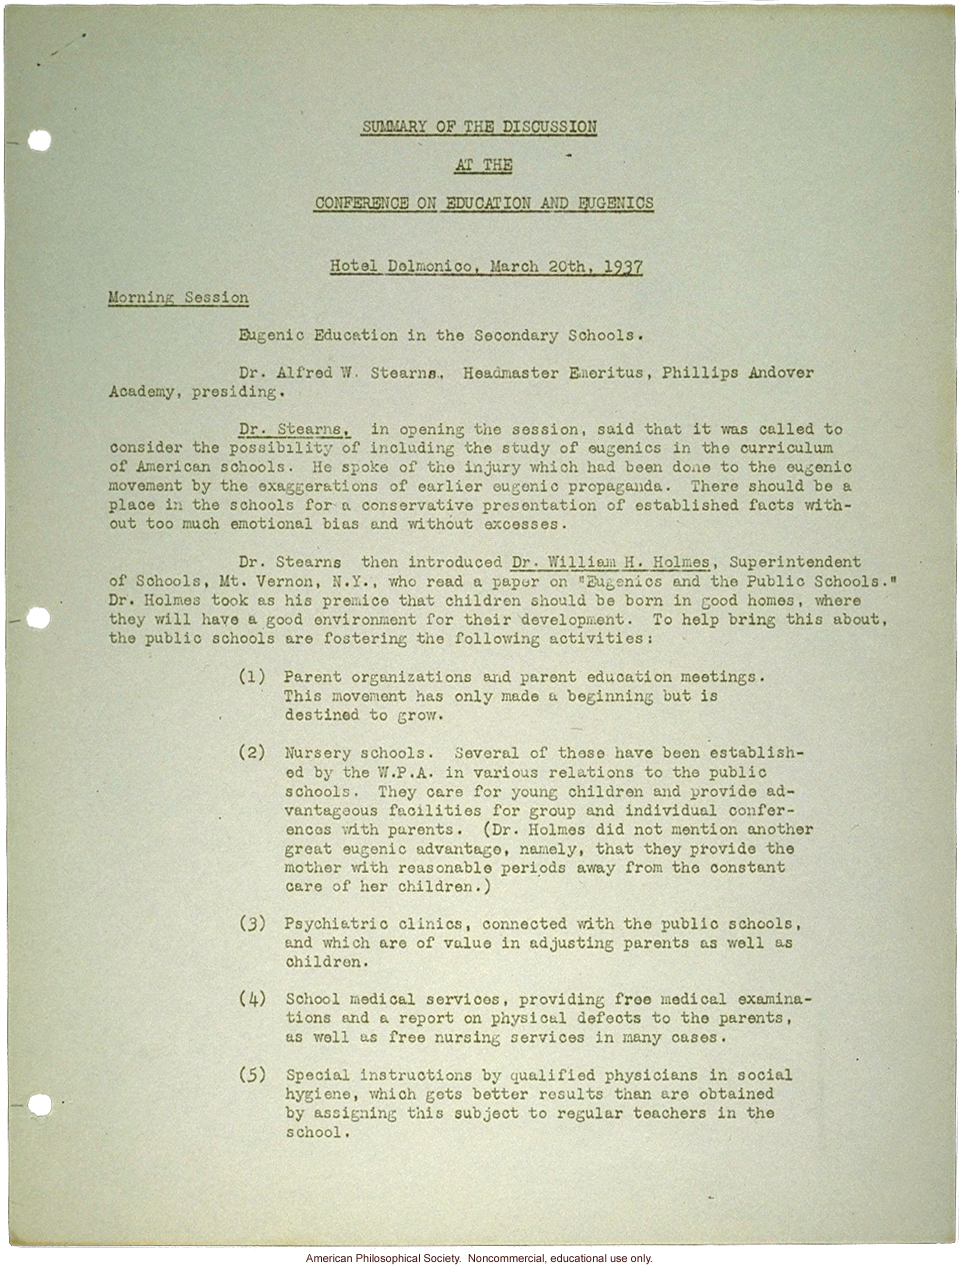 SUMMARY OF THE DISCUSSION
AT THE
CONFERENCE ON EDUCATION AND EUGENICS
Hotel Delmonico, March 20th, 1937
Morning Session
Eugenic Education in the Secondary Schools.
Dr. Alfred W. Stearns, Headmaster Emeritus, Phillips Andover
Academy, presiding.
Dr. Stearns, in opening the session, said that it was called to
consider the possibility of including the study of eugenics in the curriculum
of American schools. He spoke of the injury which had been done to the eugenic
movement by the exaggerations of earlier eugenic propaganda. There should be a
place in the schools for a conservative presentation of established facts with-
out too much emotional bias and without excesses.
Dr. Stearns then introduced Dr. William H. Holmes, Superintendent
of Schools, Mt. Vernon, N.Y., who read a paper on "Eugenics and the Public Schools."
Dr. Holmes took as his premise that children should be born in good homes, where
they will have a good environment for their development. To help bring this about,
the public schools are fostering the following activities:
(1) Parent organizations and parent education meetings.
This movement has only made a beginning but is
destined to grow.
(2) Nursery schools. Several of these have been establish-
ed by the W.P.A. in various relations to the public
schools. They care for young children and provide ad-
vantageous facilities for group and individual confer-
ences with parents. (Dr. Holmes did not mention another
great eugenic advantage, namely, that they provide the
mother with reasonable periods away from the constant
care of her children.)
(3) Psychiatric clinics, connected with the public schools,
and which are of value in adjusting parents as well as
children.
(4) School medical services, providing free medical examina-
tions and a report on physical defects to the parents,
as well as free nursing services in many cases.
(5) Special instructions by qualified physicians in social
hygiene, which gets better results than are obtained
by assigning this subject to regular teachers in the
school.
American Philosophical Society. Noncommercial, educational use only.